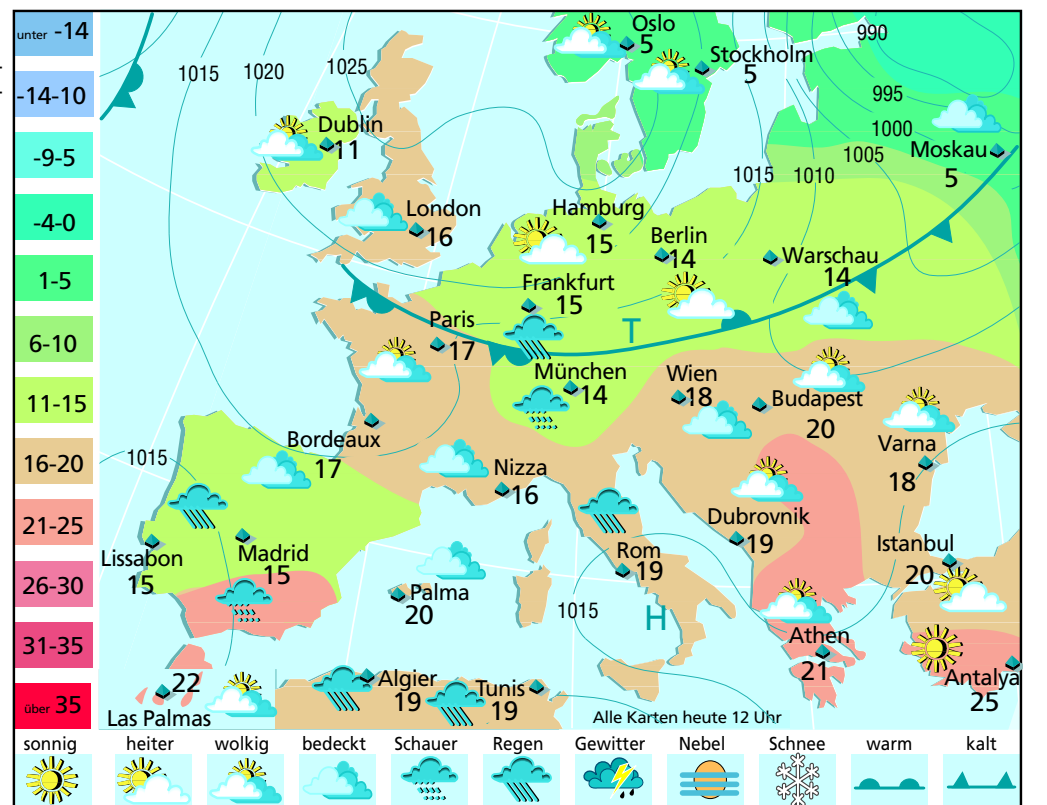 unter -14
-14-10
-9-5
-4-0
1-5
6-10
11-15
16-20
21-25
26-30
31-35
über 35
1015
1020
1025
990
995
1000
1005
1010
1015
1015
1015
Oslo
5
Stockholm
5
Dublin
11
Moskau
5
London
16
Hamburg
15
Berlin
14
Warschau
14
Frankfurt
15
Paris
17
T
München
14
Wien
18
Budapest
20
Bordeaux
17
Varna
18
Nizza
16
Dubrovnik
19
Lissabon
15
Madrid
15
Rom
19
Istanbul
20
Palma
20
H
Athen
21
Antalya
25
22
Las Palmas
Algier
19
Tunis
19
Alle Karten heute 12 Uhr
sonnig heiter wolkig bedeckt Schauer Regen Gewitter Nebel Schnee warm kalt